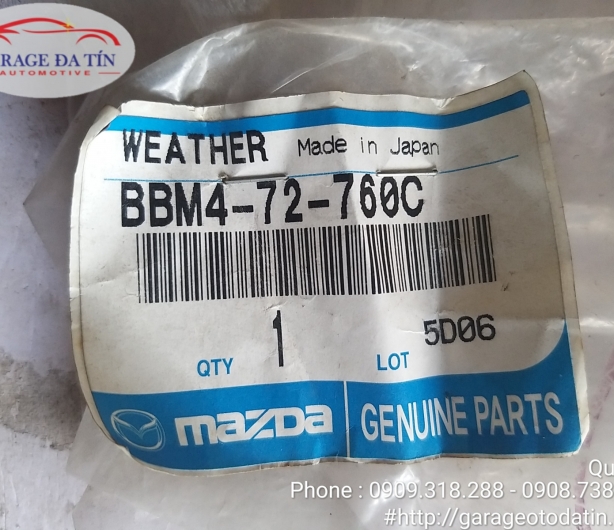 ARAGE ĐA TÍN
AUTOMOTIVE
WEATHER Made in Japan
BBM4-72-760C
QTY 1 LOT 5D06
mazda GENUINE PARTS
Phone : 0909.318.288 - 0908.738
#http://garageotodatin